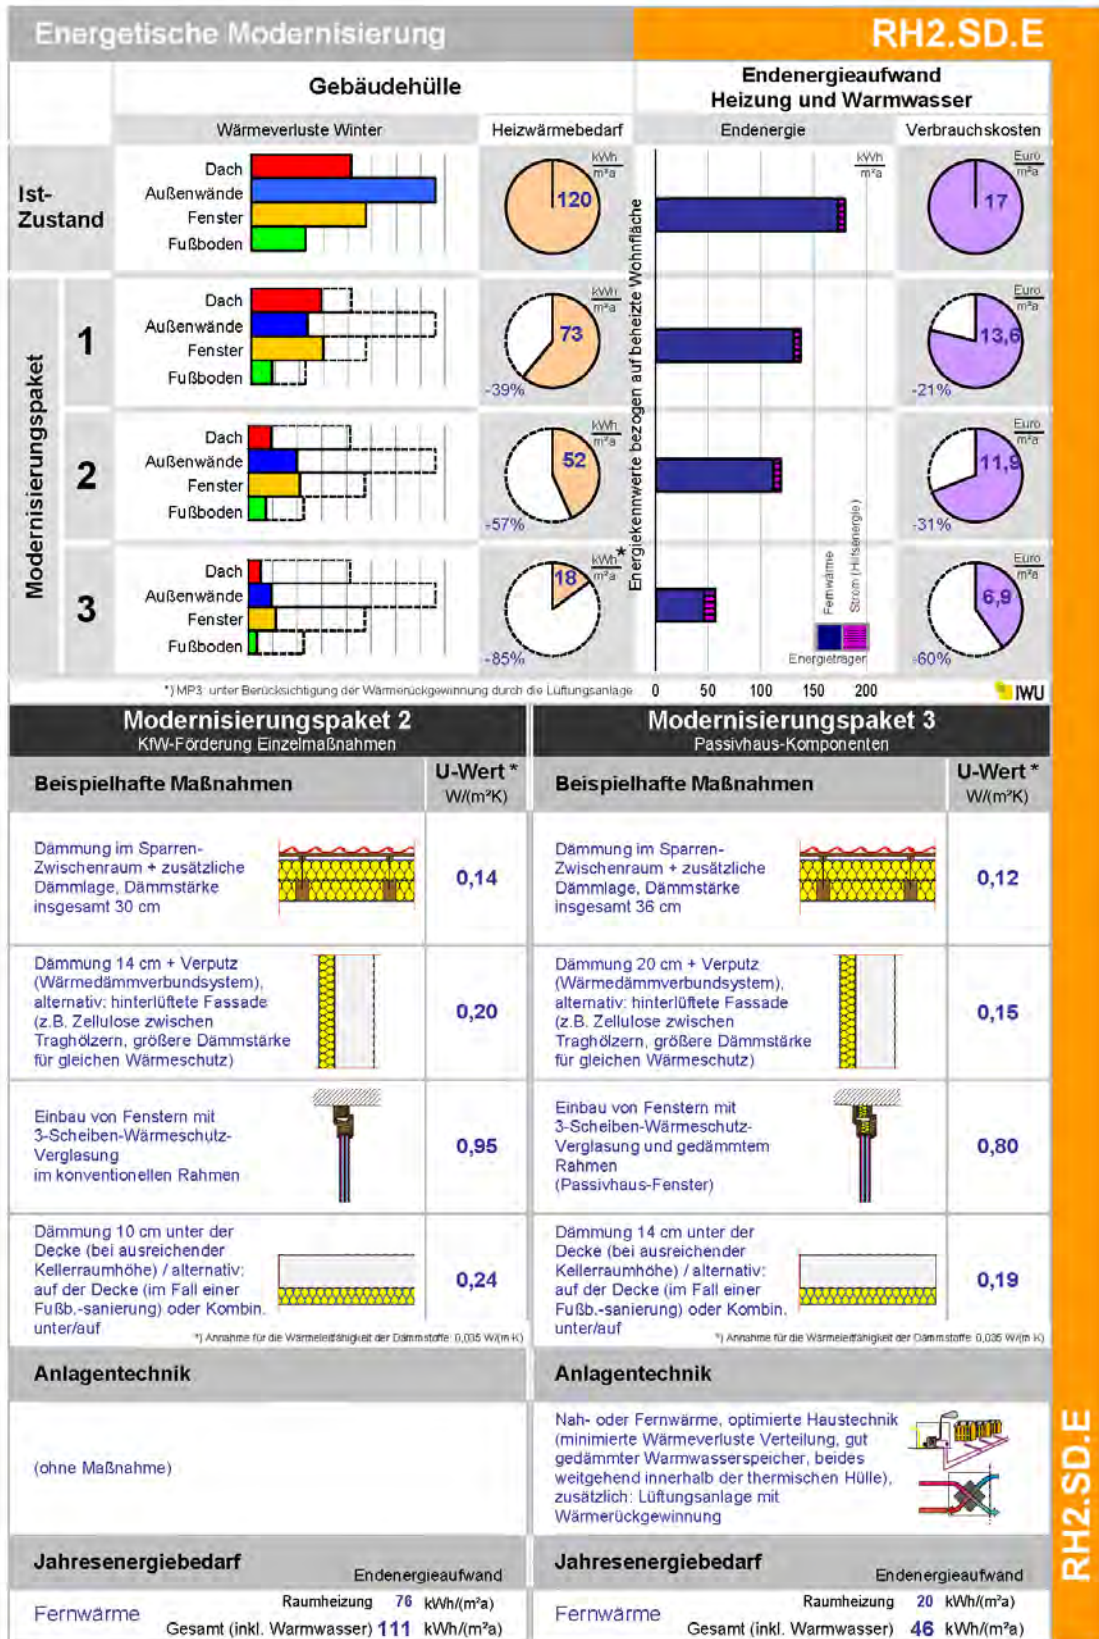 Energetische Modernisierung
RH2.SD.E
Gebäudehülle
Endenergieaufwand
Heizung und Warmwasser
Wärmeverluste Winter
Heizwärmebedarf
Endenergie
Verbrauchskosten
Ist-
Zustand
Dach
Außenwände
Fenster
Fußboden
kWh
m²a
120
kWh
m²a
Euro
m²a
17
Modernisierungspaket
1
Dach
Außenwände
Fenster
Fußboden
kWh
m²a
73
-39%
Euro
m²a
13,6
-21%
2
Dach
Außenwände
Fenster
Fußboden
kWh
m²a
52
-57%
Euro
m²a
11,9
-31%
3
Dach
Außenwände
Fenster
Fußboden
kWh *
m²a
18
-85%
Euro
m²a
6,9
-60%
Energiekennwerte bezogen auf beheizte Wohnfläche
Fernwärme
Strom (Hilfsenergie)
Energieträger
*) MP3: unter Berücksichtigung der Wärmerückgewinnung durch die Lüftungsanlage
0 50 100 150 200
IWU
Modernisierungspaket 2
KfW-Förderung Einzelmaßnahmen
Beispielhafte Maßnahmen
U-Wert *
W/(m²K)
Dämmung im Sparren-
Zwischenraum + zusätzliche
Dämmlage, Dämmstärke
insgesamt 30 cm
0,14
Dämmung 14 cm + Verputz
(Wärmedämmverbundsystem),
alternativ: hinterlüftete Fassade
(z.B. Zellulose zwischen
Traghölzern, größere Dämmstärke
für gleichen Wärmeschutz)
0,20
Einbau von Fenstern mit
3-Scheiben-Wärmeschutz-
Verglasung
im konventionellen Rahmen
0,95
Dämmung 10 cm unter der
Decke (bei ausreichender
Kellerraumhöhe) / alternativ:
auf der Decke (im Fall einer
Fußb.-sanierung) oder Kombin.
unter/auf
0,24
*) Annahme für die Wärmeleitfähigkeit der Dämmstoffe: 0,035 W/(m K)
Anlagentechnik
(ohne Maßnahme)
Jahresenergiebedarf
Endenergieaufwand
Fernwärme
Raumheizung 76 kWh/(m²a)
Gesamt (inkl. Warmwasser) 111 kWh/(m²a)
Modernisierungspaket 3
Passivhaus-Komponenten
Beispielhafte Maßnahmen
U-Wert *
W/(m²K)
Dämmung im Sparren-
Zwischenraum + zusätzliche
Dämmlage, Dämmstärke
insgesamt 36 cm
0,12
Dämmung 20 cm + Verputz
(Wärmedämmverbundsystem),
alternativ: hinterlüftete Fassade
(z.B. Zellulose zwischen
Traghölzern, größere Dämmstärke
für gleichen Wärmeschutz)
0,15
Einbau von Fenstern mit
3-Scheiben-Wärmeschutz-
Verglasung und gedämmtem
Rahmen
(Passivhaus-Fenster)
0,80
Dämmung 14 cm unter der
Decke (bei ausreichender
Kellerraumhöhe) / alternativ:
auf der Decke (im Fall einer
Fußb.-sanierung) oder Kombin.
unter/auf
0,19
*) Annahme für die Wärmeleitfähigkeit der Dämmstoffe: 0,035 W/(m K)
Anlagentechnik
Nah- oder Fernwärme, optimierte Haustechnik
(minimierte Wärmeverluste Verteilung, gut
gedämmter Warmwasserspeicher, beides
weitgehend innerhalb der thermischen Hülle),
zusätzlich: Lüftungsanlage mit
Wärmerückgewinnung
Jahresenergiebedarf
Endenergieaufwand
Fernwärme
Raumheizung 20 kWh/(m²a)
Gesamt (inkl. Warmwasser) 46 kWh/(m²a)
RH2.SD.E